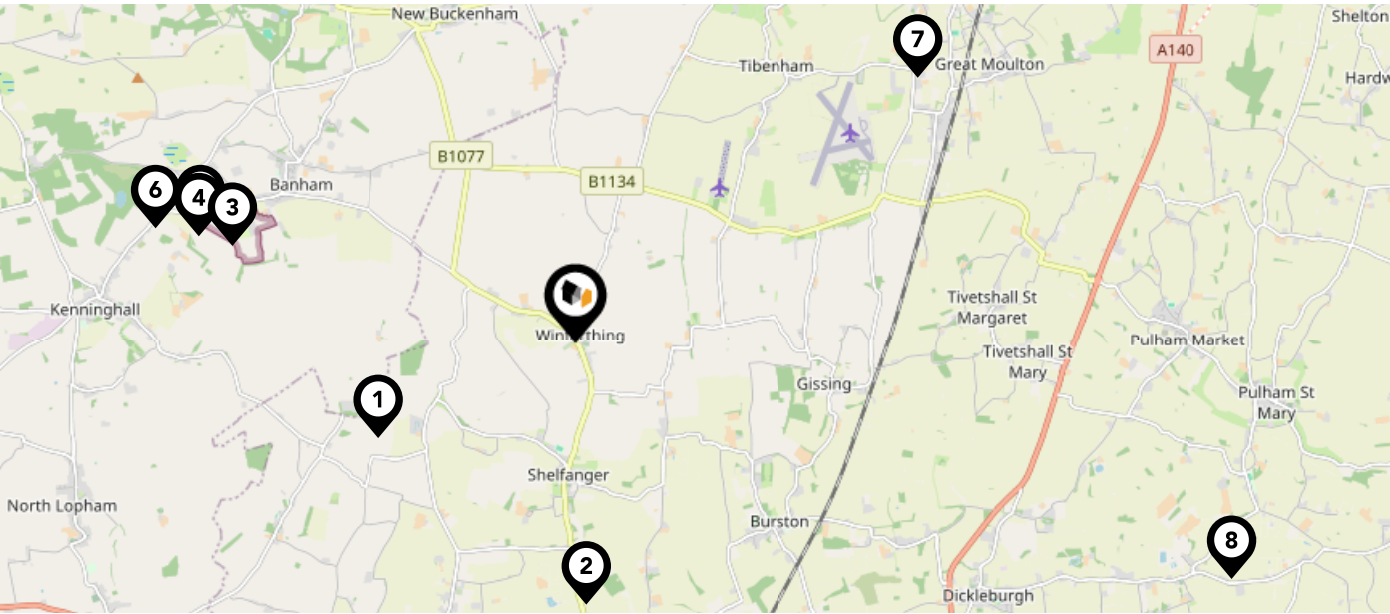 New Buckenham
Shelton
7
A140
Tibenham
Great Moulton
Hardw
B1077
B1134
Banham
6
4
3
Kenninghall
Tivetshall St
Margaret
Pulham Market
Tivetshall St
Mary
Gissing
Pulham St
Mary
1
Shelfanger
North Lopham
Burston
8
2
Dickleburgh